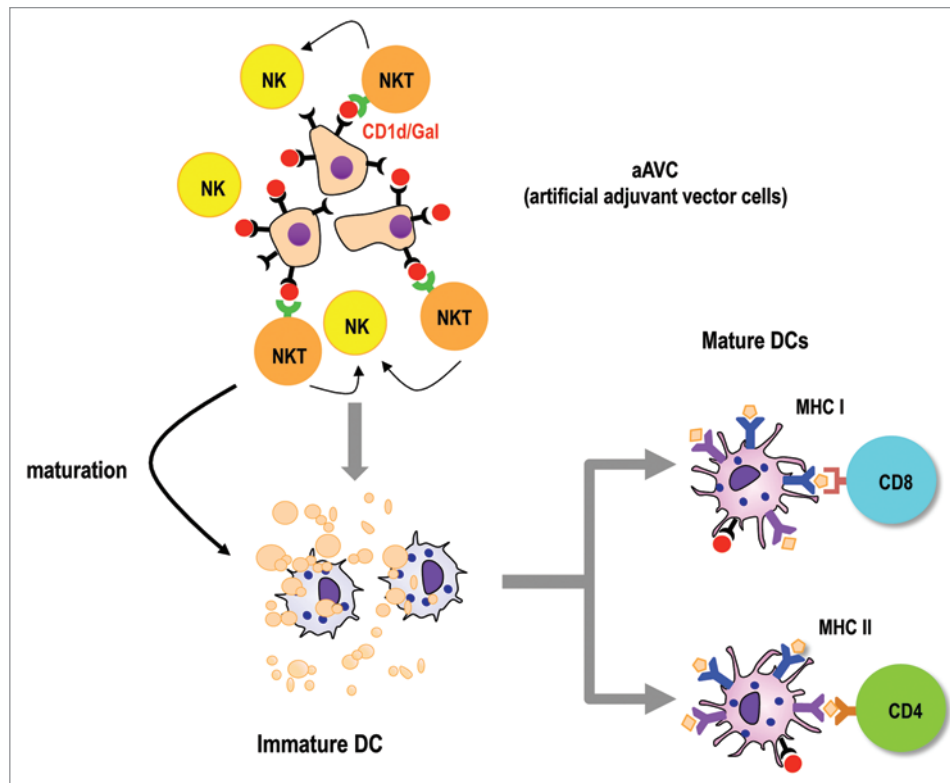 NK
NKT
CD1d/Gal
NK
aAVC
(artificial adjuvant vector cells)
NK
NKT
NKT
Mature DCs
MHC I
maturation
CD8
MHC II
CD4
Immature DC